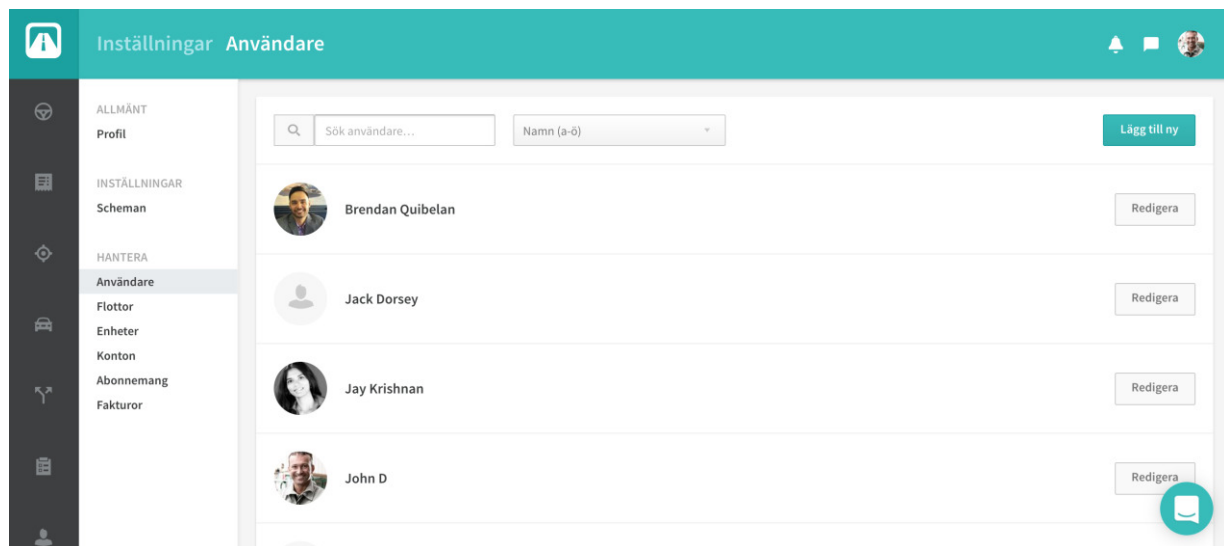 Inställningar Användare
ALLMÄNT
Profil
INSTÄLLNINGAR
Scheman
HANTERA
Användare
Flottor
Enheter
Konton
Abonnemang
Fakturor
Sök användare...
Namn (a-ö)
Lägg till ny
Brendan Quibelan
Redigera
Jack Dorsey
Redigera
Jay Krishnan
Redigera
John D
Redigera